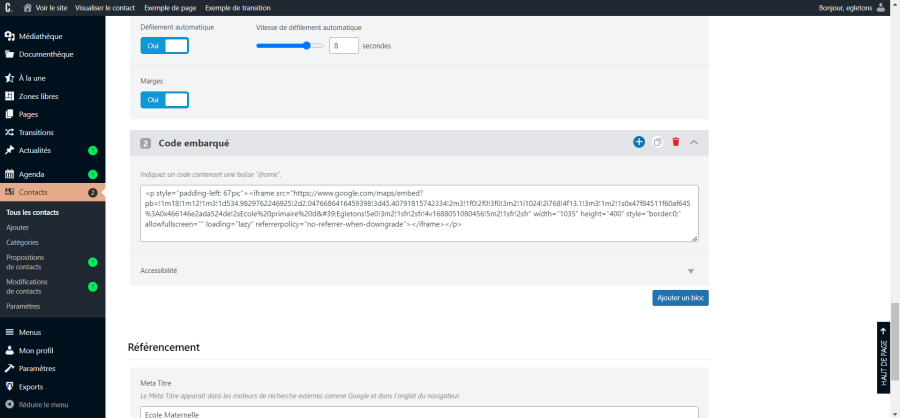 C. Voir le site Visualiser le contact Exemple de page Exemple de transition Bonjour, egletons
Médiathèque
Documenthèque
À la une
Zones libres
Pages
Transitions
Actualités
Agenda
Contacts 2
Tous les contacts
Ajouter
Catégories
Propositions
de contacts
Modifications
de contacts
Paramètres
Menus
Mon profil
Paramètres
Exports
Réduire le menu
Défilement automatique Vitesse de défilement automatique
Oui 8 secondes
Marges
Oui
2 Code embarqué
Indiquez un code contenant une balise "iframe".
<p style="padding-left: 67px;"><iframe src="https://www.google.com/maps/embed?
pb=!1m18!1m12!1m3!1d534.9829762246925!2d2.0476686416459398!3d45.40791815742334!2m3!1f0!2f0!3f0!3m2!1i1024!2i768!4f13.1!3m3!1m2!1s0x47f84511f60af645
%3A0x466146e2ada524de!2sEcole%20primaire%20d&#39;Egletons!5e0!3m2!1sfr!2sfr!4v1688051080456!5m2!1sfr!2sfr" width="1035" height="400" style="border:0;"
allowfullscreen="" loading="lazy" referrerpolicy="no-referrer-when-downgrade"></iframe></p>
Accessibilité
Ajouter un bloc
Référencement
Meta Titre
Le Meta Titre apparait dans les moteurs de recherche externes comme Google et dans l'onglet du navigateur.
Ecole Maternelle
HAUT DE PAGE